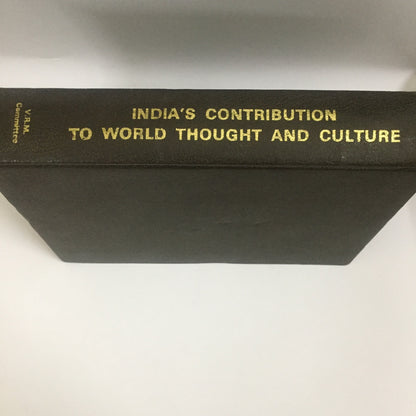 INDIA'S CONTRIBUTION
TO WORLD THOUGHT AND CULTURE
V.R.M.
Committee